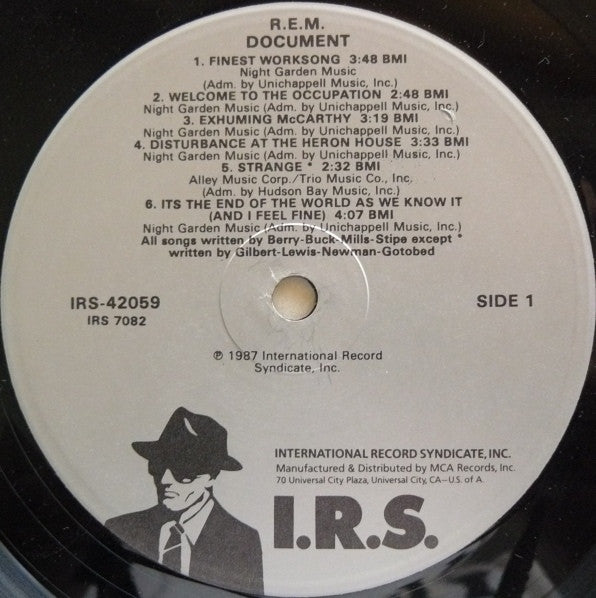 R.E.M.
DOCUMENT
1. FINEST WORKSONG 3:48 BMI
Night Garden Music
(Adm. by Unichappell Music, Inc.)
2. WELCOME TO THE OCCUPATION 2:48 BMI
Night Garden Music (Adm. by Unichappell Music, Inc.)
3. EXHUMING McCARTHY 3:19 BMI
Night Garden Music (Adm. by Unichappell Music, Inc.)
4. DISTURBANCE AT THE HERON HOUSE 3:33 BMI
Night Garden Music (Adm. by Unichappell Music, Inc.)
5. STRANGE * 2:32 BMI
Alley Music Corp./Trio Music Co., Inc.
(Adm. by Hudson Bay Music, Inc.)
6. ITS THE END OF THE WORLD AS WE KNOW IT
(AND I FEEL FINE) 4:07 BMI
Night Garden Music (Adm. by Unichappell Music, Inc.)
All songs written by Berry-Buck-Mills-Stipe except *
written by Gilbert-Lewis-Newman-Gotobed
IRS-42059
IRS 7082
SIDE 1
℗ 1987 International Record
Syndicate, Inc.
INTERNATIONAL RECORD SYNDICATE, INC.
Manufactured & Distributed by MCA Records, Inc.
70 Universal City Plaza, Universal City, CA—U.S. of A.
I.R.S.